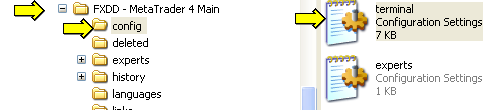 FXDD - MetaTrader 4 Main
config
deleted
experts
history
languages
links
terminal
Configuration Settings
7 KB
experts
Configuration Settings
1 KB